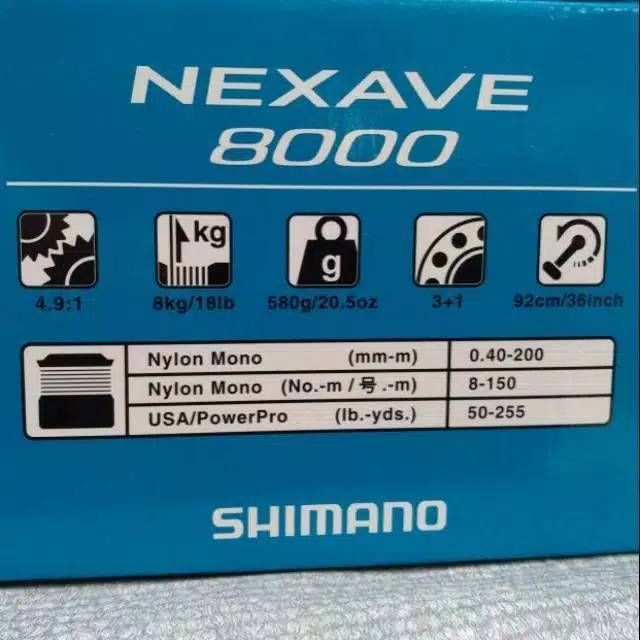 NEXAVE
8000
kg g
4.9:1 8kg/18lb 580g/20.5oz 3+1 92cm/36inch
Nylon Mono (mm-m) 0.40-200
Nylon Mono (No.-m / 号.-m) 8-150
USA/PowerPro (lb.-yds.) 50-255
SHIMANO